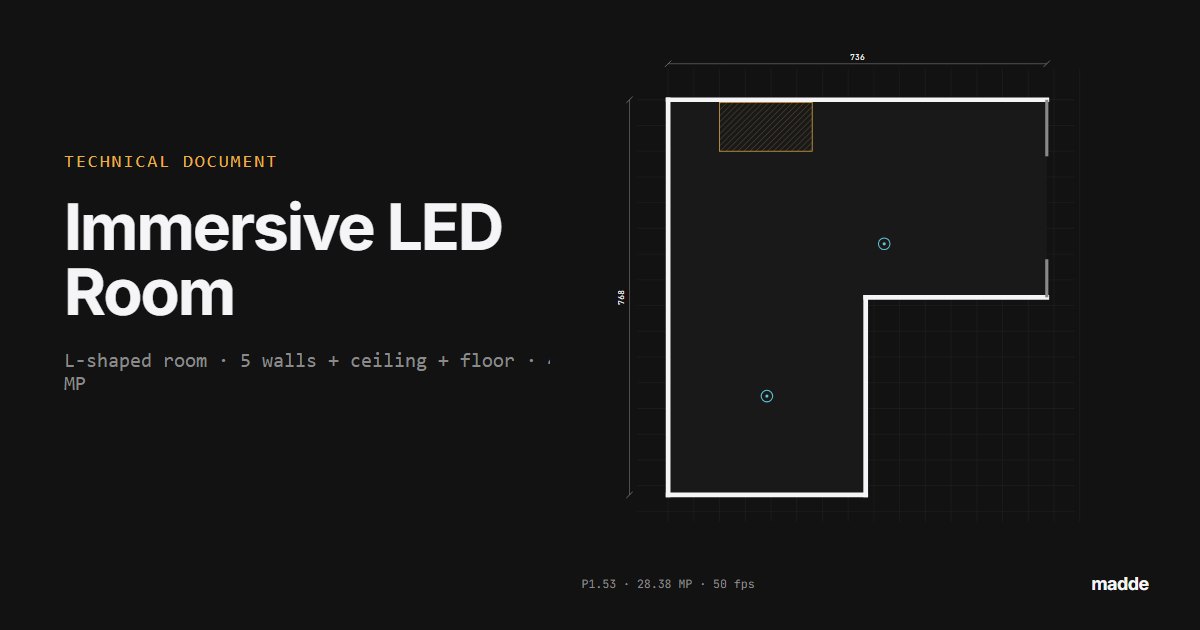 TECHNICAL DOCUMENT
Immersive LED
Room
L-shaped room · 5 walls + ceiling + floor ·
MP
736
768
P1.53 · 28.38 MP · 50 fps
madde